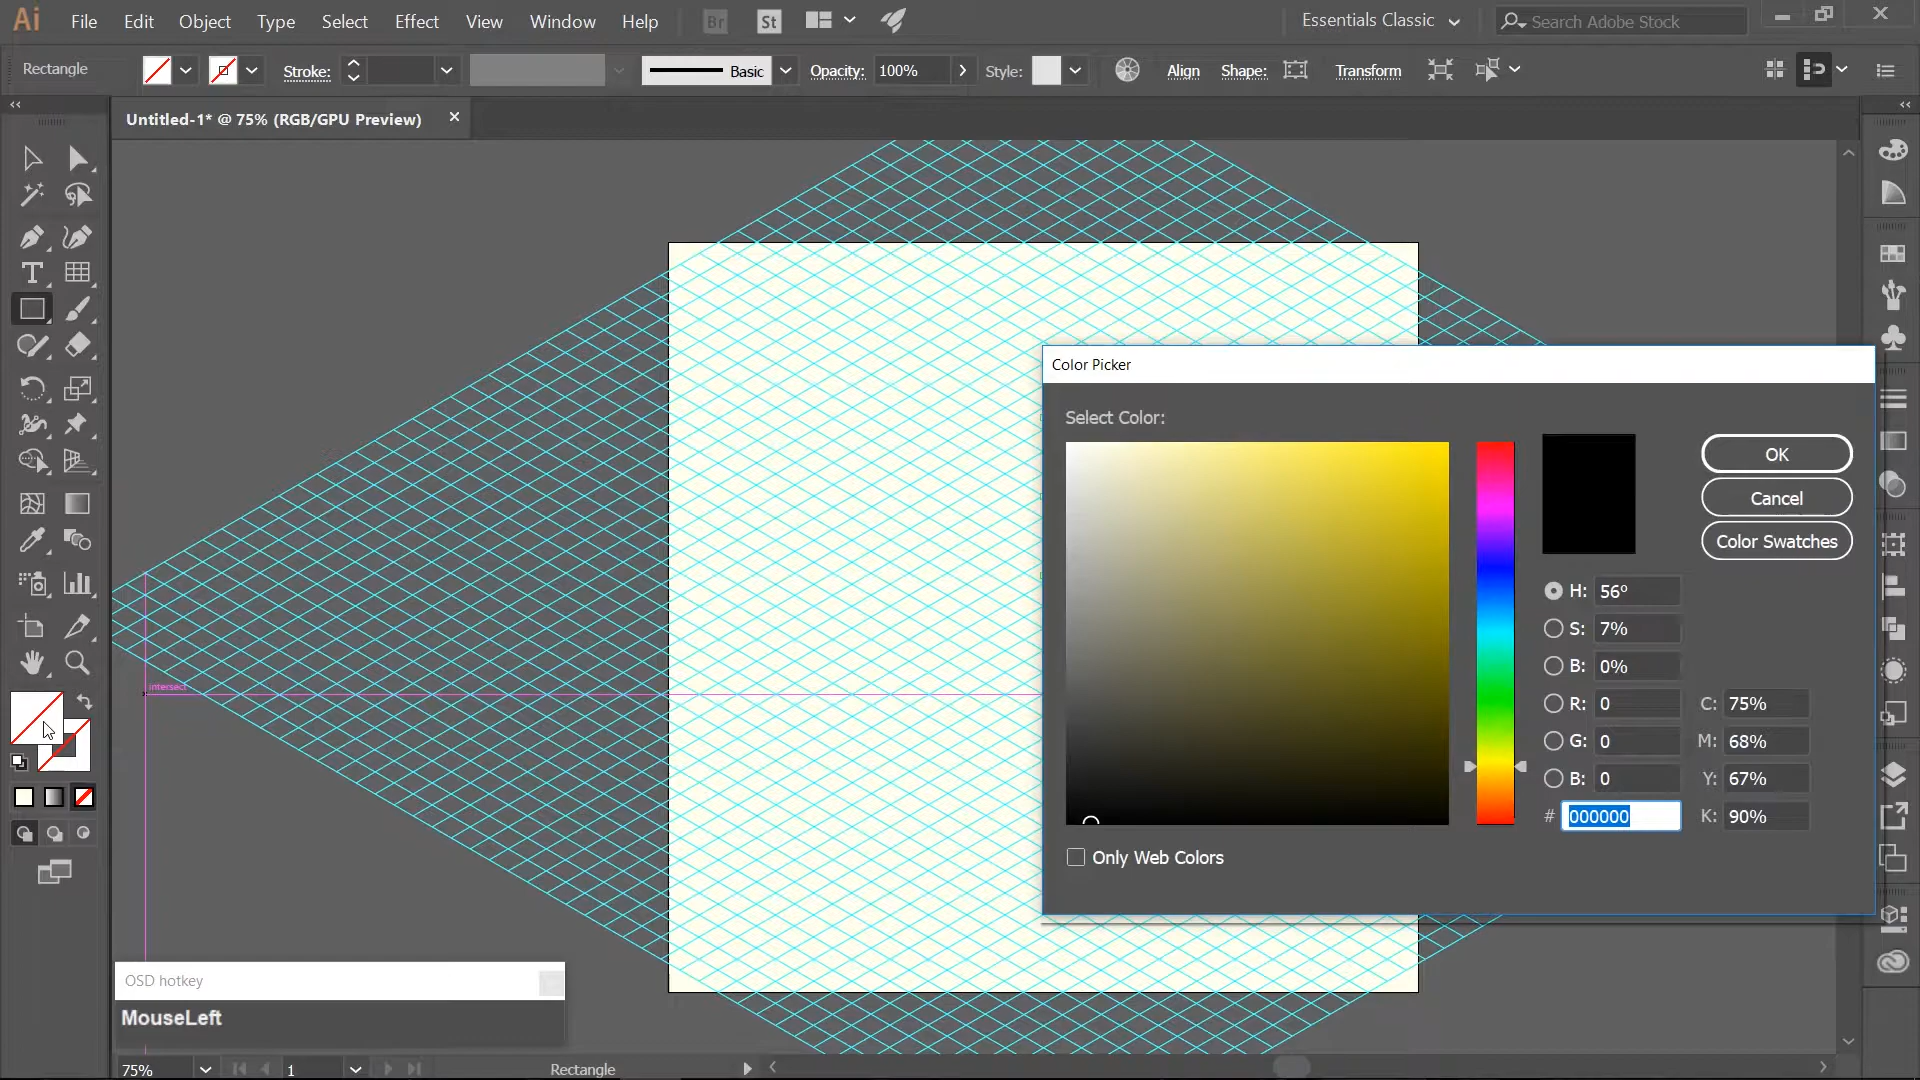 Ai File Edit Object Type Select Effect View Window Help Br St Essentials Classic Search Adobe Stock
Rectangle Stroke: Basic Opacity: 100% Style: Align Shape: Transform
Untitled-1* @ 75% (RGB/GPU Preview)
Color Picker
Select Color:
OK
Cancel
Color Swatches
H: 56º
S: 7%
B: 0%
R: 0 C: 75%
G: 0 M: 68%
B: 0 Y: 67%
# 000000 K: 90%
Only Web Colors
intersect
OSD hotkey
MouseLeft
75% 1 Rectangle